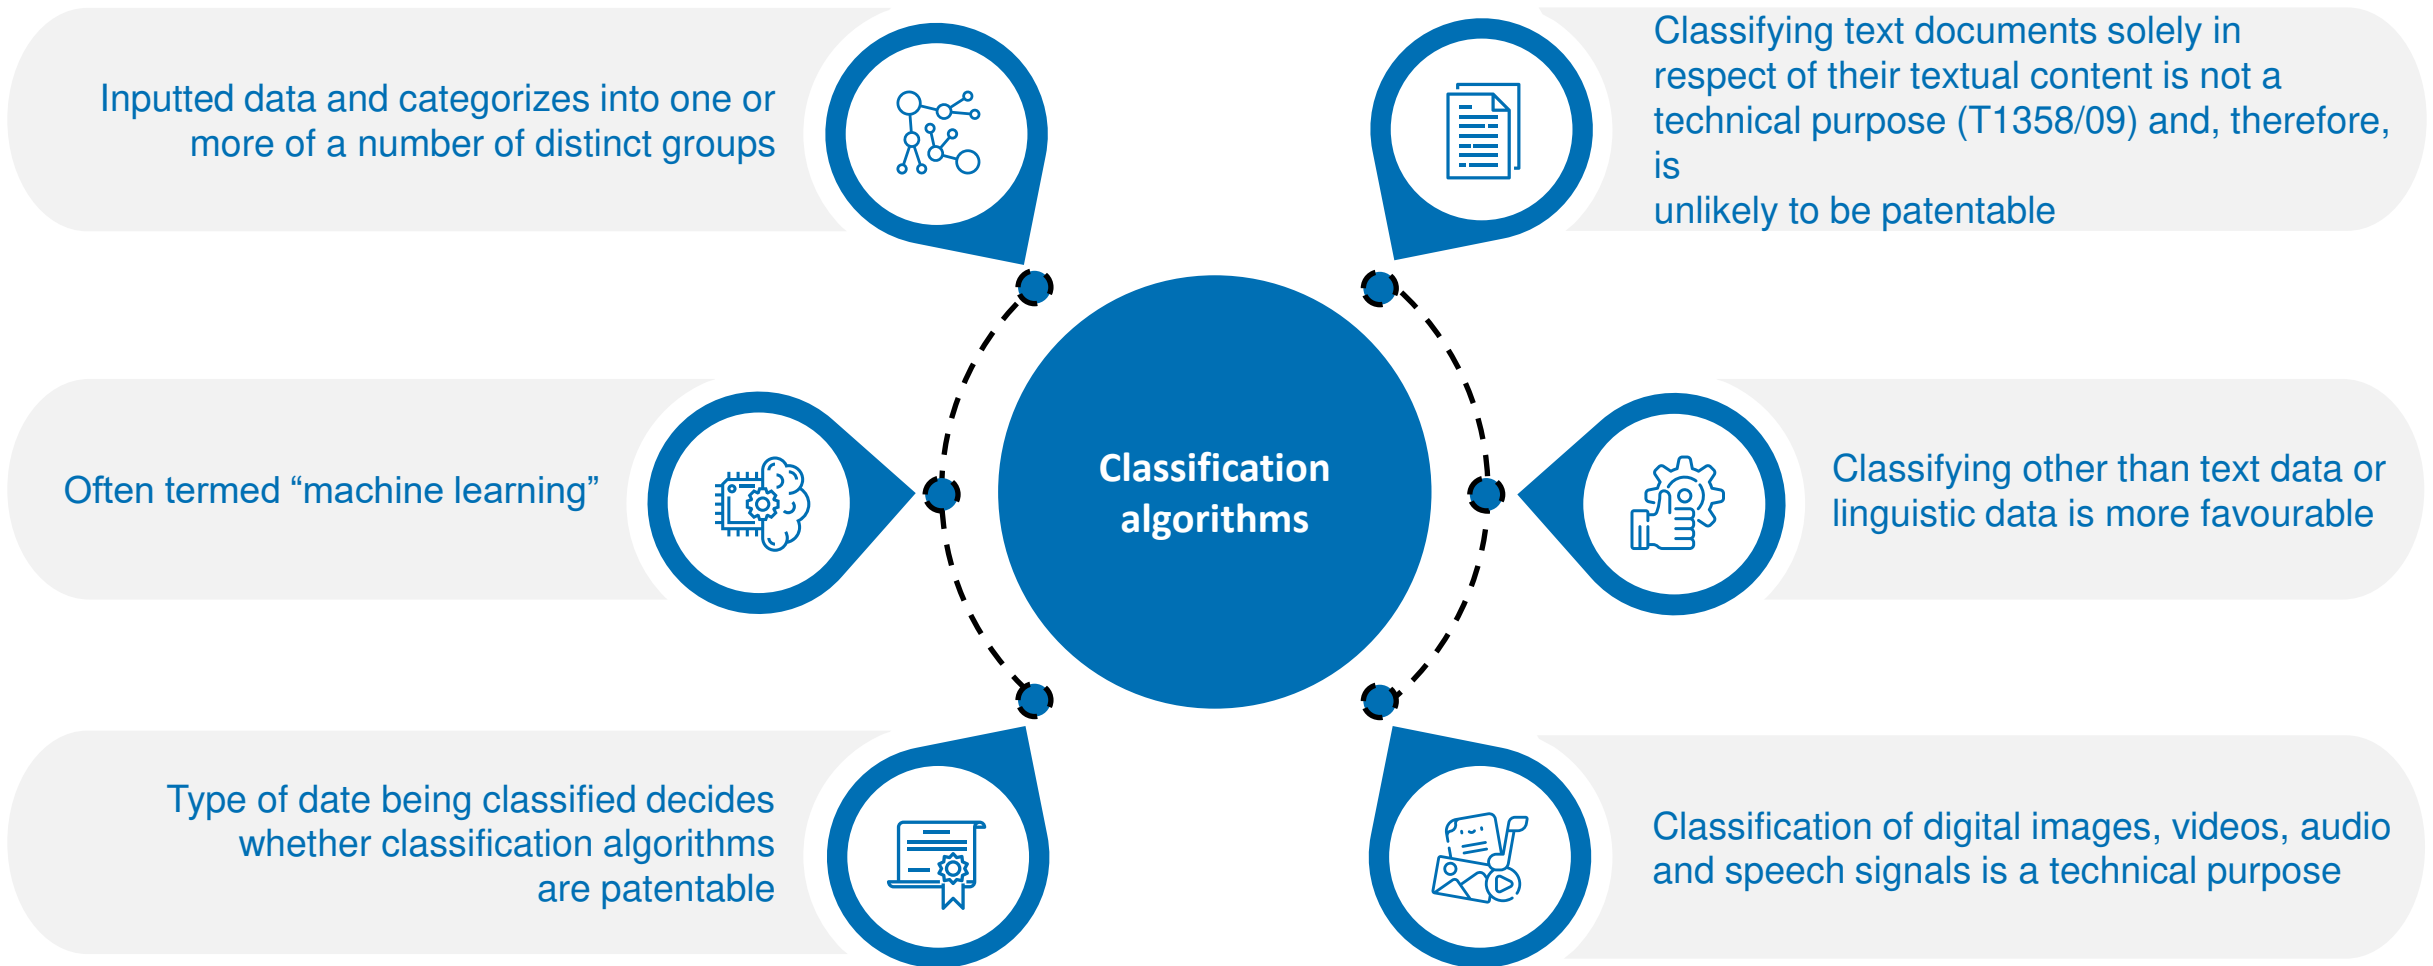 Inputted data and categorizes into one or
more of a number of distinct groups
Often termed “machine learning”
Type of date being classified decides
whether classification algorithms
are patentable
Classification
algorithms
Classifying text documents solely in
respect of their textual content is not a
technical purpose (T1358/09) and, therefore,
is
unlikely to be patentable
Classifying other than text data or
linguistic data is more favourable
Classification of digital images, videos, audio
and speech signals is a technical purpose